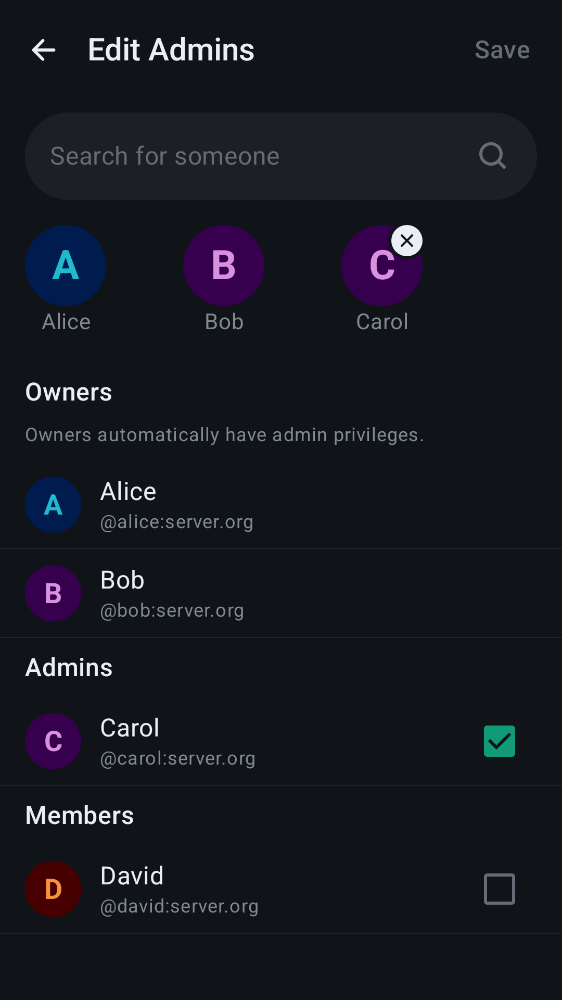 Edit Admins
Save
Search for someone
A
B
C
Alice
Bob
Carol
Owners
Owners automatically have admin privileges.
A
Alice
@alice:server.org
B
Bob
@bob:server.org
Admins
C
Carol
@carol:server.org
Members
D
David
@david:server.org